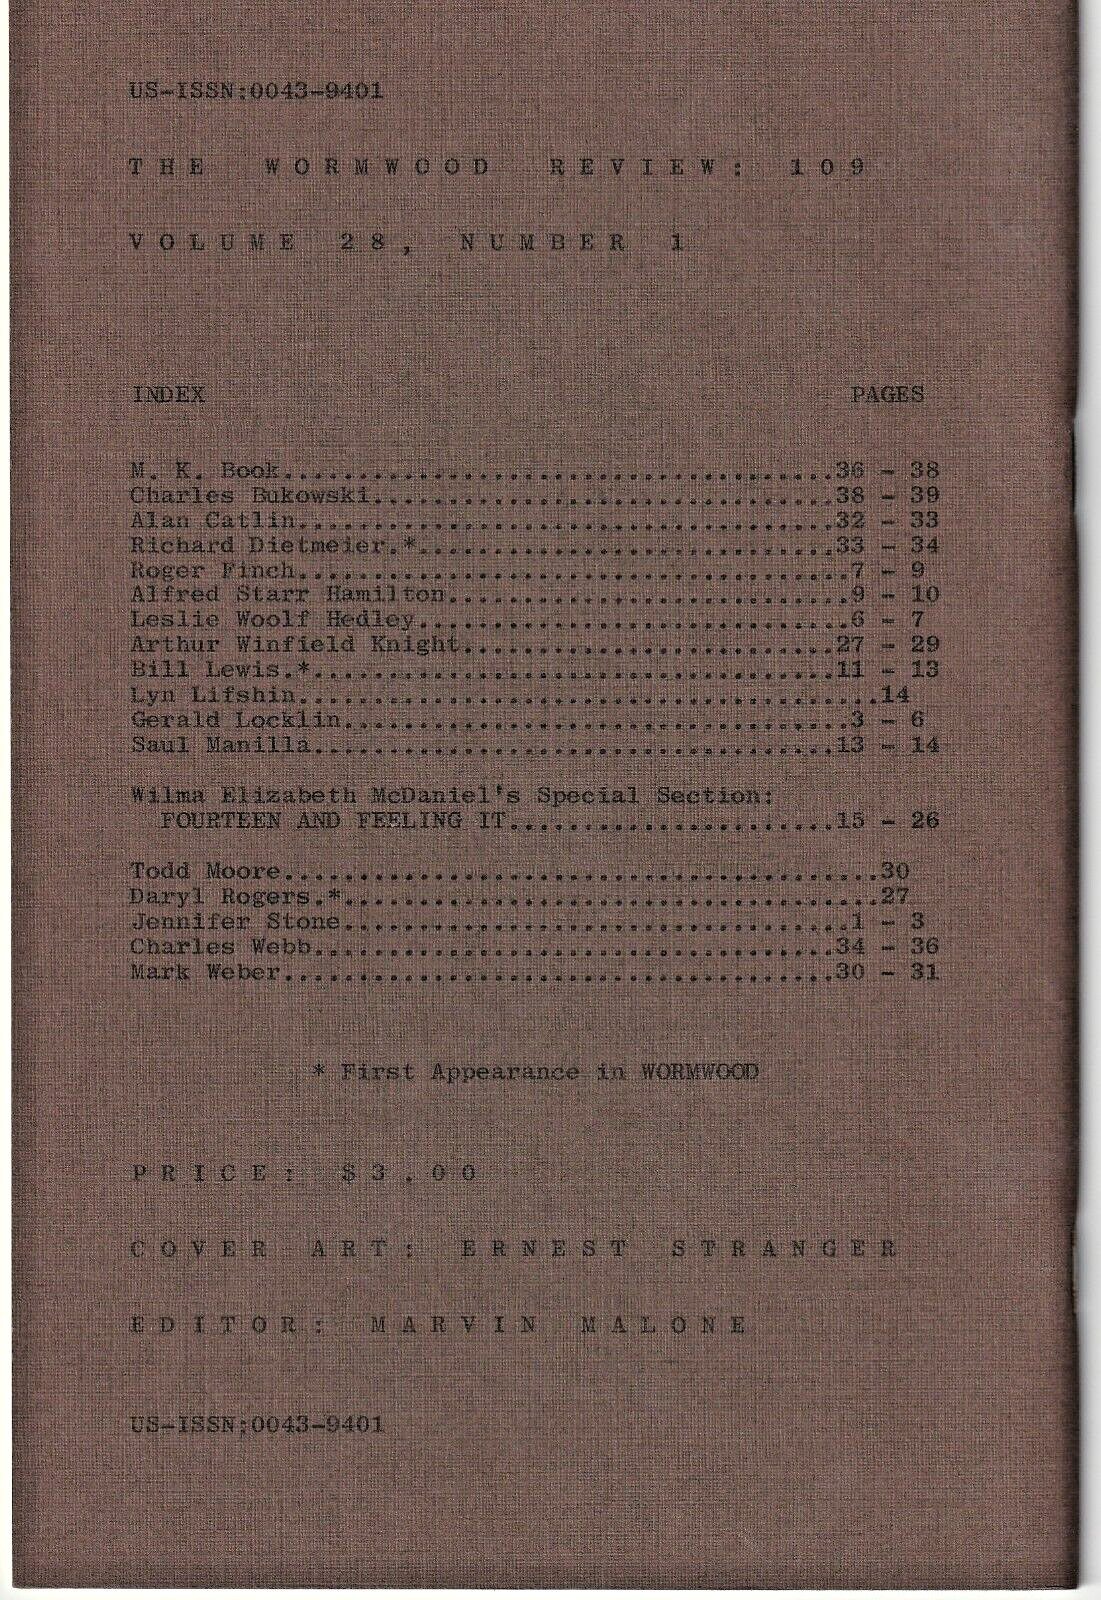 US-ISSN:0043-9401
THE WORMWOOD REVIEW: 109
VOLUME 28, NUMBER 1
INDEX PAGES
M. K. Book.....................................36 - 38
Charles Bukowski...............................38 - 39
Alan Catlin....................................32 - 33
Richard Dietmeier.*............................33 - 34
Roger Finch.....................................7 - 9
Alfred Starr Hamilton...........................9 - 10
Leslie Woolf Hedley.............................6 - 7
Arthur Winfield Knight.........................27 - 29
Bill Lewis.*...................................11 - 13
Lyn Lifshin.......................................14
Gerald Locklin..................................3 - 6
Saul Manilla...................................13 - 14
Wilma Elizabeth McDaniel's Special Section:
FOURTEEN AND FEELING IT......................15 - 26
Todd Moore........................................30
Daryl Rogers.*....................................27
Jennifer Stone..................................1 - 3
Charles Webb...................................34 - 36
Mark Weber.....................................30 - 31
* First Appearance in WORMWOOD
PRICE: $3.00
COVER ART: ERNEST STRANGER
EDITOR: MARVIN MALONE
US-ISSN:0043-9401